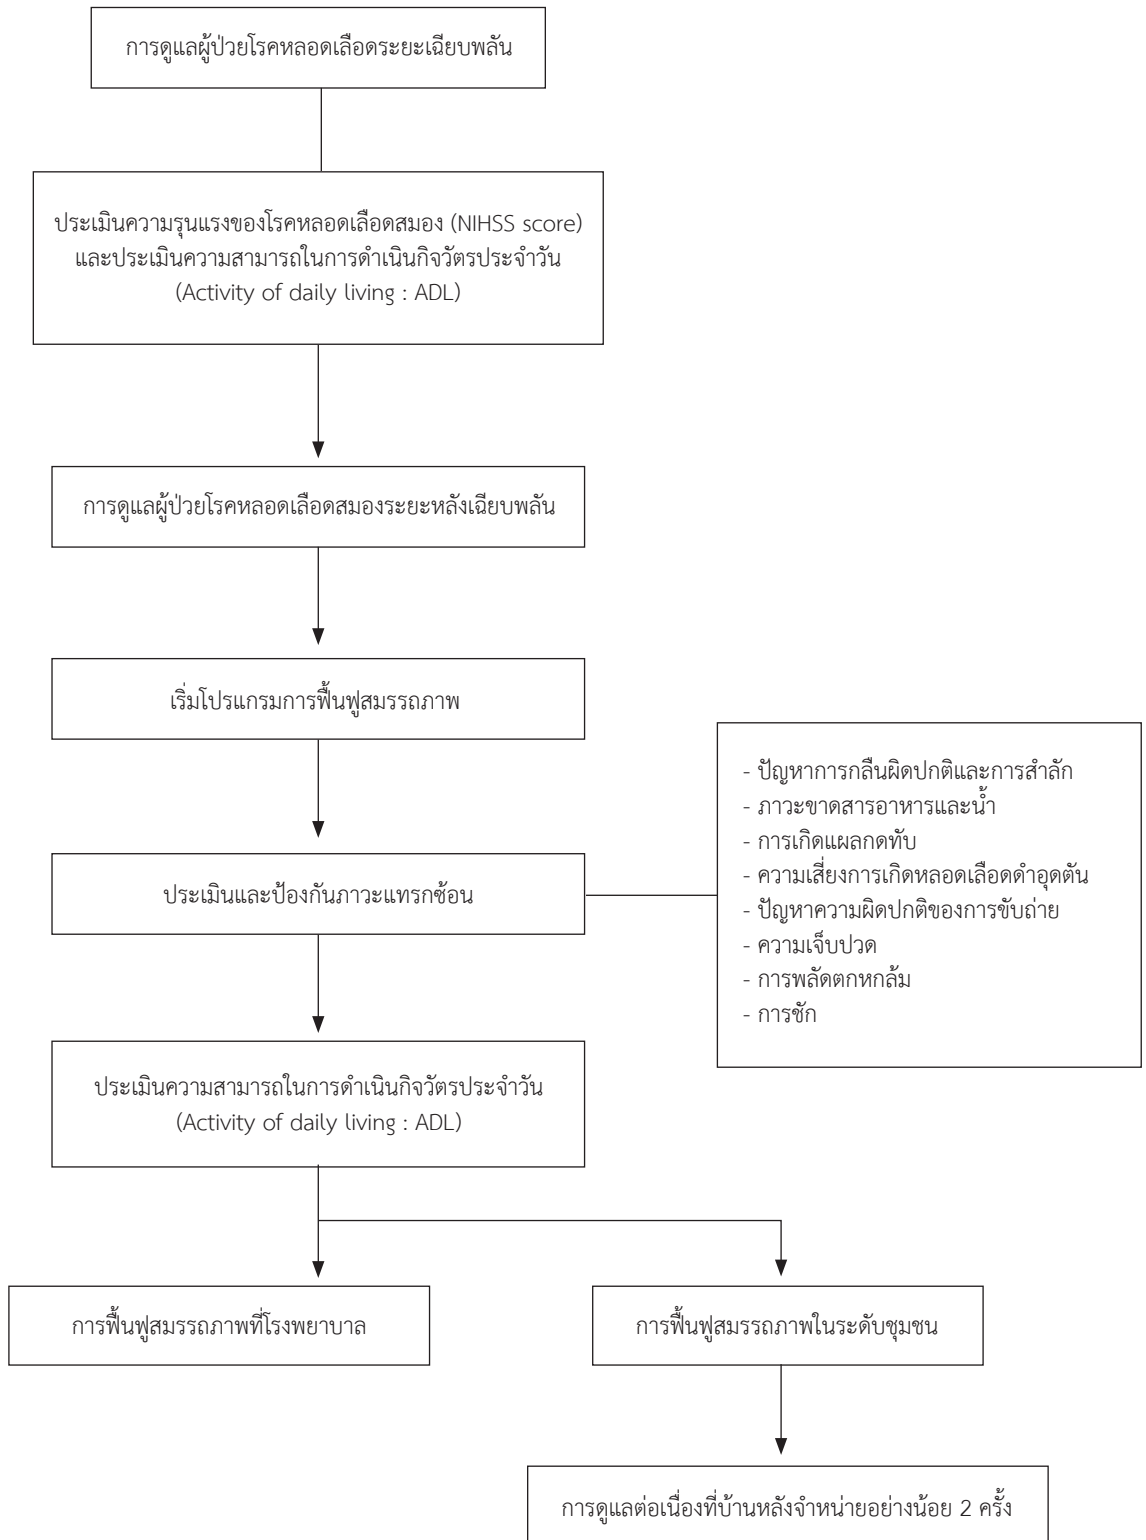 การดูแลผู้ป่วยโรคหลอดเลือดระยะเฉียบพลัน
ประเมินความรุนแรงของโรคหลอดเลือดสมอง (NIHSS score)
และประเมินความสามารถในการดำเนินกิจวัตรประจำวัน
(Activity of daily living : ADL)
การดูแลผู้ป่วยโรคหลอดเลือดสมองระยะหลังเฉียบพลัน
เริ่มโปรแกรมการฟื้นฟูสมรรถภาพ
ประเมินและป้องกันภาวะแทรกซ้อน
- ปัญหาการกลืนผิดปกติและการสำลัก
- ภาวะขาดสารอาหารและน้ำ
- การเกิดแผลกดทับ
- ความเสี่ยงการเกิดหลอดเลือดดำอุดตัน
- ปัญหาความผิดปกติของการขับถ่าย
- ความเจ็บปวด
- การพลัดตกหกล้ม
- การชัก
ประเมินความสามารถในการดำเนินกิจวัตรประจำวัน
(Activity of daily living : ADL)
การฟื้นฟูสมรรถภาพที่โรงพยาบาล
การฟื้นฟูสมรรถภาพในระดับชุมชน
การดูแลต่อเนื่องที่บ้านหลังจำหน่ายอย่างน้อย 2 ครั้ง